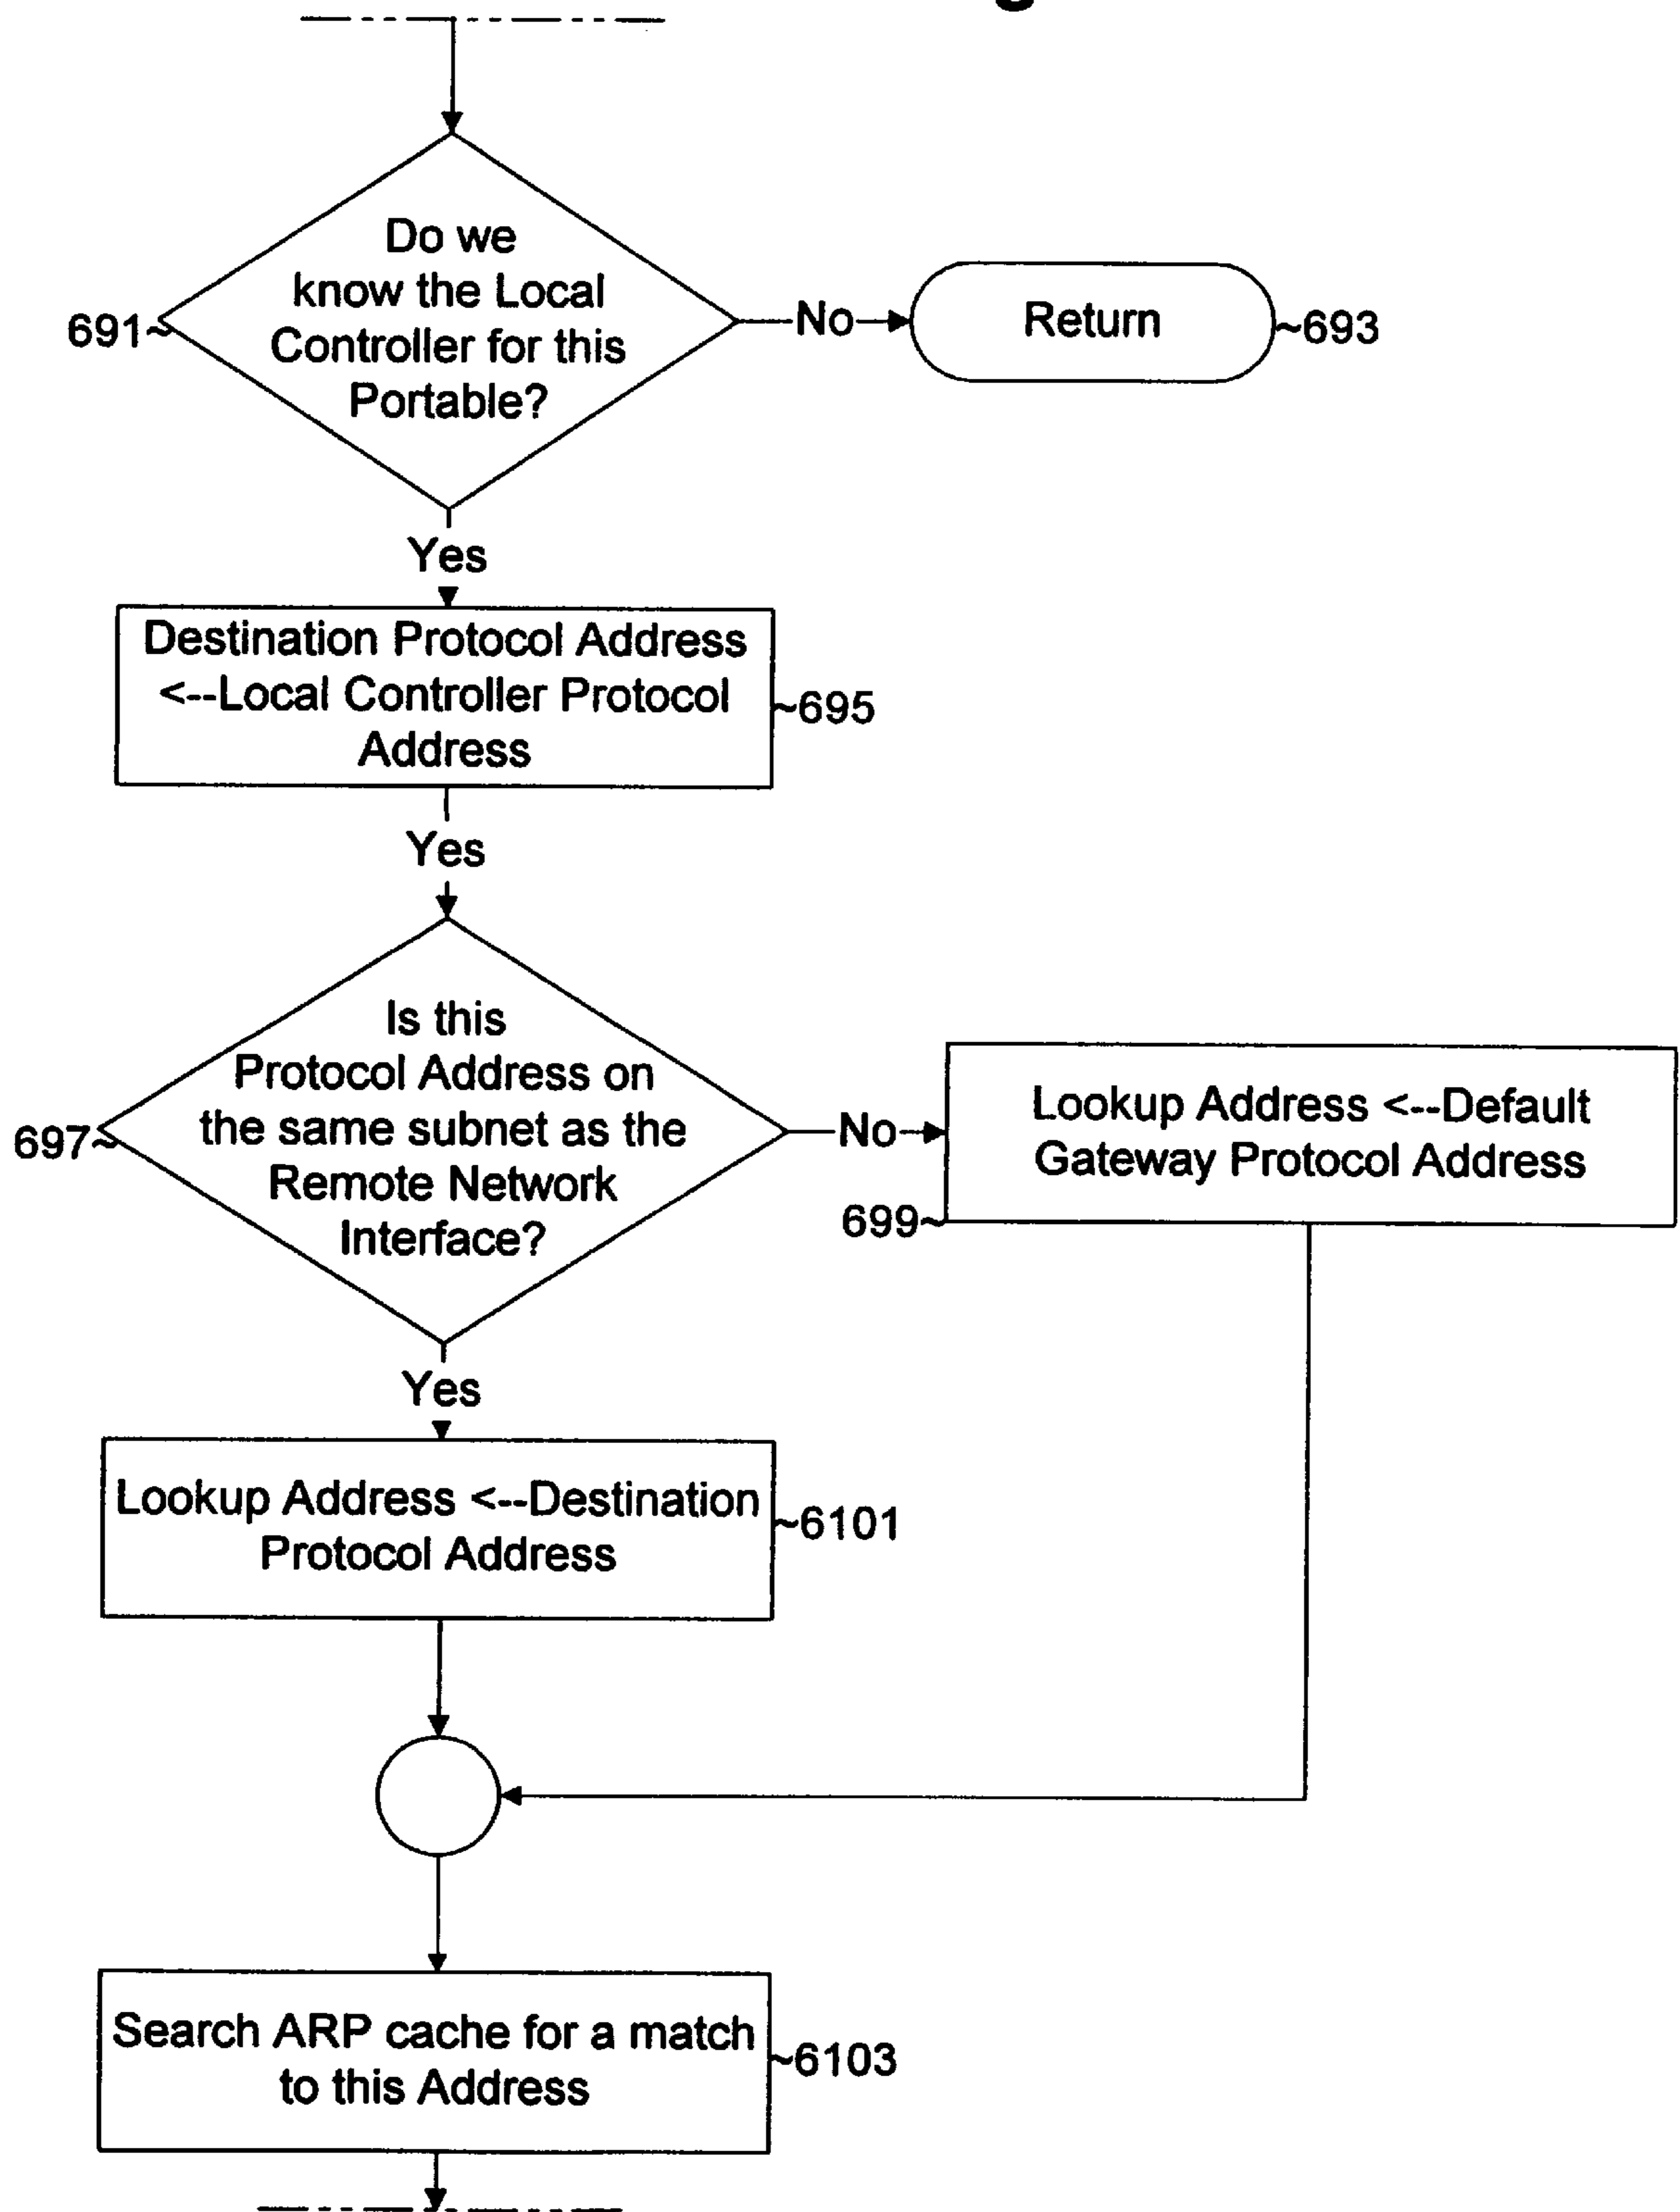 Do we
know the Local
Controller for this
Portable?
691
No
Return
693
Yes
Destination Protocol Address
<--Local Controller Protocol
Address
695
Yes
Is this
Protocol Address on
the same subnet as the
Remote Network
Interface?
697
No
Lookup Address <--Default
Gateway Protocol Address
699
Yes
Lookup Address <--Destination
Protocol Address
6101
Search ARP cache for a match
to this Address
6103